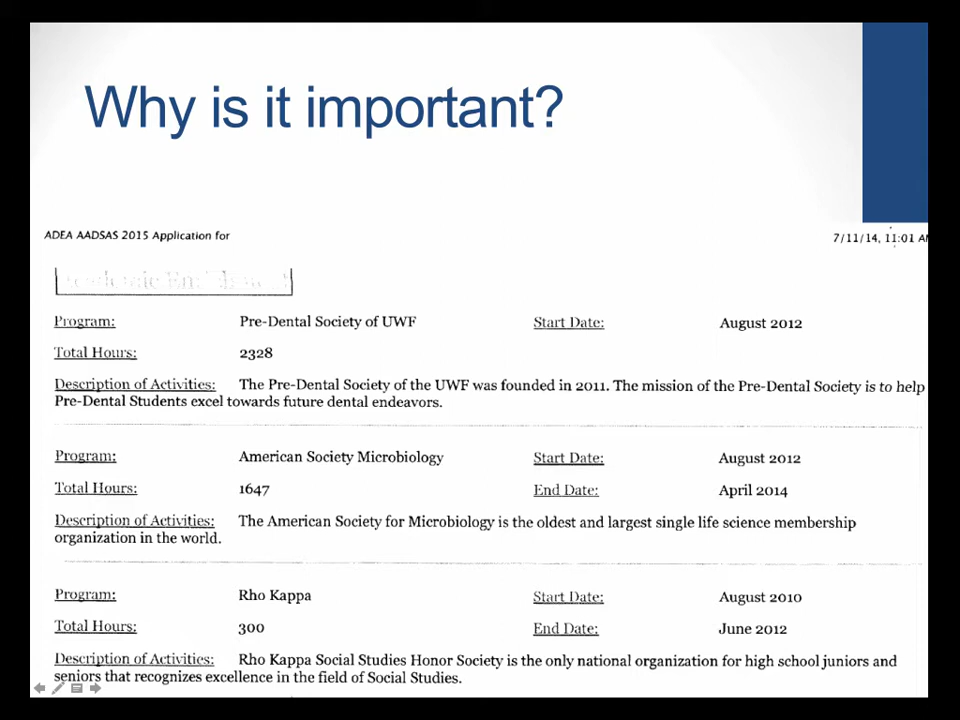 Why is it important?
ADEA AADSAS 2015 Application for 7/11/14, 11:01 AM
Program: Pre-Dental Society of UWF Start Date: August 2012
Total Hours: 2328
Description of Activities: The Pre-Dental Society of the UWF was founded in 2011. The mission of the Pre-Dental Society is to help
Pre-Dental Students excel towards future dental endeavors.
Program: American Society Microbiology Start Date: August 2012
Total Hours: 1647 End Date: April 2014
Description of Activities: The American Society for Microbiology is the oldest and largest single life science membership
organization in the world.
Program: Rho Kappa Start Date: August 2010
Total Hours: 300 End Date: June 2012
Description of Activities: Rho Kappa Social Studies Honor Society is the only national organization for high school juniors and
seniors that recognizes excellence in the field of Social Studies.